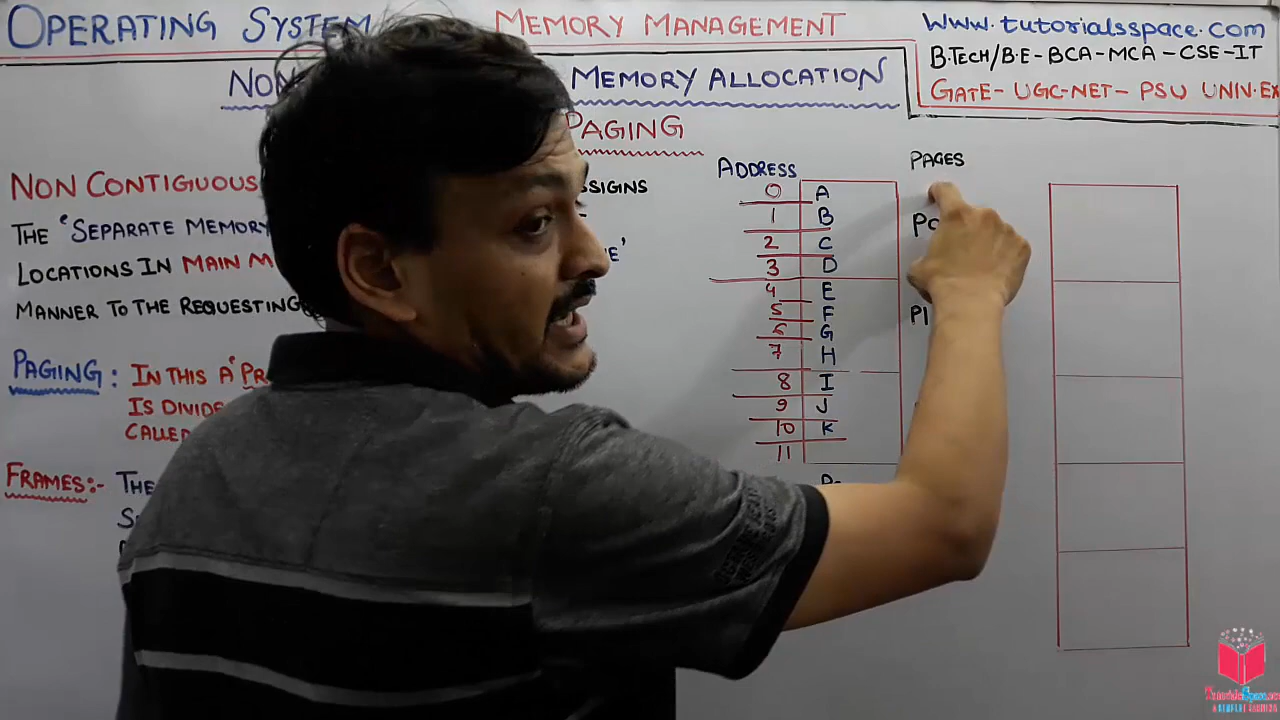 OPERATING SYSTEM MEMORY MANAGEMENT
www.tutorialsspace.com
B.TECH/B.E - BCA-MCA - CSE-IT
GATE- UGC-NET- PSU UNIV.EX
NON MEMORY ALLOCATION
PAGING
NON CONTIGUOUS
THE 'SEPARATE MEMORY
LOCATIONS IN MAIN M
MANNER TO THE REQUESTING
PAGING: IN THIS A PR
IS DIVIDE
CALLED
FRAMES:- THE
ADDRESS
PAGES
0 A
1 B
2 C
3 D
4 E
5 F
6 G
7 H
8 I
9 J
10 K
11
P1